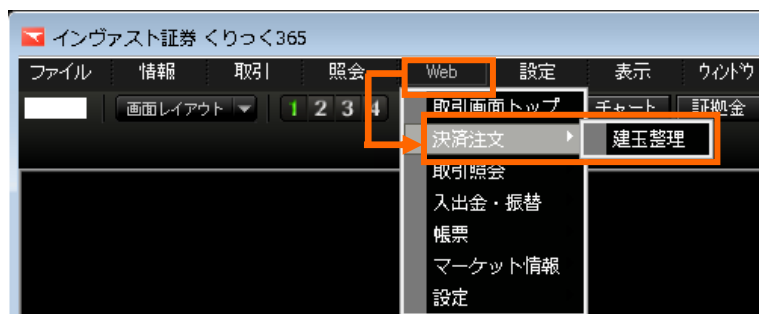 インヴァスト証券 くりっく365
ファイル 情報 取引 照会 Web 設定 表示 ウィンドウ
画面レイアウト 1 2 3 4 取引画面トップ チャート 証拠金
決済注文 建玉整理
取引照会
入出金・振替
帳票
マーケット情報
設定